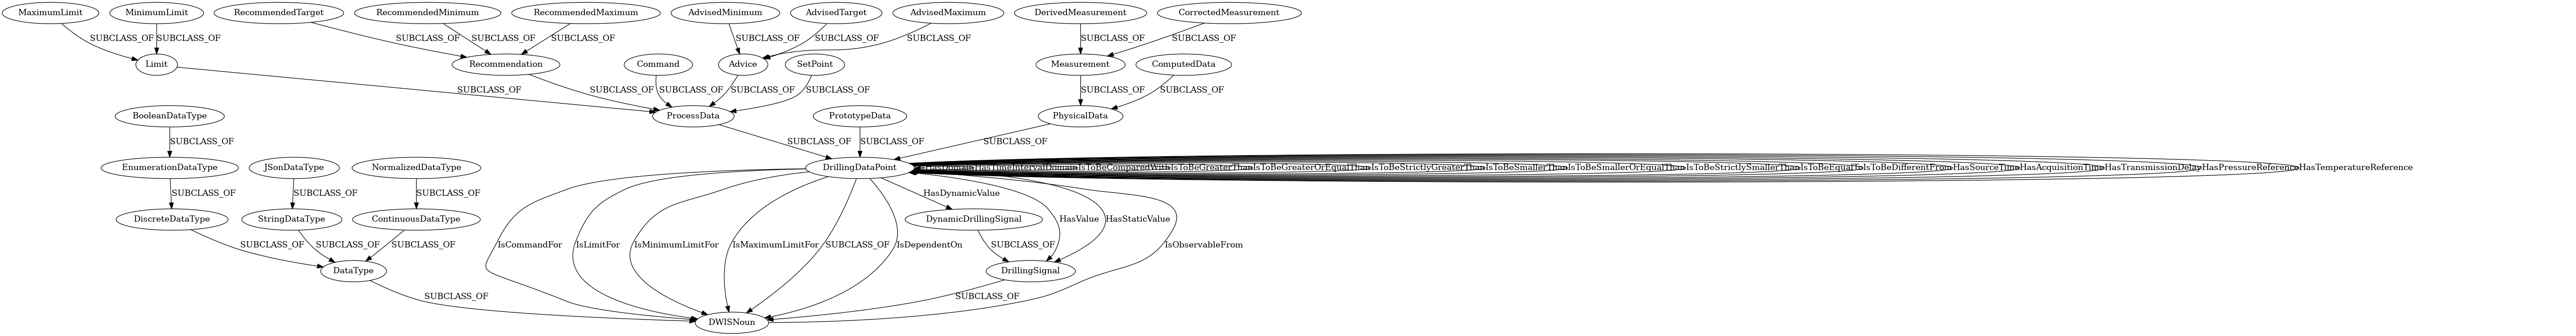 MaximumLimit
MinimumLimit
RecommendedTarget
RecommendedMinimum
RecommendedMaximum
AdvisedMinimum
AdvisedTarget
AdvisedMaximum
DerivedMeasurement
CorrectedMeasurement
SUBCLASS_OF
SUBCLASS_OF
SUBCLASS_OF
SUBCLASS_OF
SUBCLASS_OF
SUBCLASS_OF
SUBCLASS_OF
SUBCLASS_OF
SUBCLASS_OF
SUBCLASS_OF
Limit
Recommendation
Command
Advice
SetPoint
Measurement
ComputedData
SUBCLASS_OF
SUBCLASS_OF
SUBCLASS_OF
SUBCLASS_OF
SUBCLASS_OF
SUBCLASS_OF
SUBCLASS_OF
BooleanDataType
ProcessData
PrototypeData
PhysicalData
SUBCLASS_OF
SUBCLASS_OF
SUBCLASS_OF
SUBCLASS_OF
EnumerationDataType
JSonDataType
NormalizedDataType
DrillingDataPoint
IsToBeComparedWith
IsToBeGreaterThan
IsToBeGreaterOrEqualThan
IsToBeStrictlyGreaterThan
IsToBeSmallerThan
IsToBeSmallerOrEqualThan
IsToBeStrictlySmallerThan
IsToBeEqualTo
IsToBeDifferentFrom
HasSourceTime
HasAcquisitionTime
HasTransmissionDelay
HasPressureReference
HasTemperatureReference
SUBCLASS_OF
SUBCLASS_OF
SUBCLASS_OF
HasDynamicValue
DiscreteDataType
StringDataType
ContinuousDataType
DynamicDrillingSignal
HasValue
HasStaticValue
SUBCLASS_OF
SUBCLASS_OF
SUBCLASS_OF
IsCommandFor
IsLimitFor
IsMinimumLimitFor
IsMaximumLimitFor
SUBCLASS_OF
IsDependentOn
SUBCLASS_OF
IsObservableFrom
DataType
DrillingSignal
SUBCLASS_OF
SUBCLASS_OF
DWISNoun